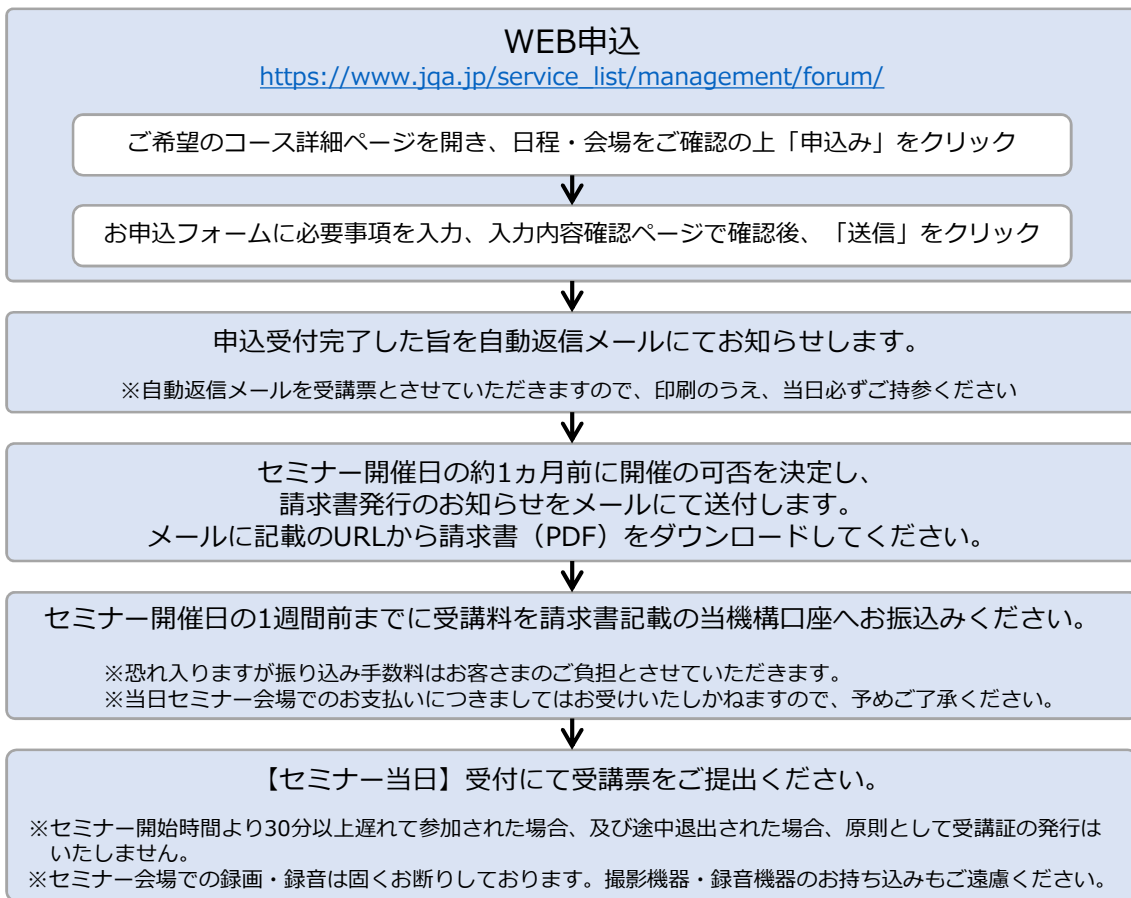 WEB申込
https://www.jqa.jp/service_list/management/forum/
ご希望のコース詳細ページを開き、日程・会場をご確認の上「申込み」をクリック
お申込フォームに必要事項を入力、入力内容確認ページで確認後、「送信」をクリック
申込受付完了した旨を自動返信メールにてお知らせします。
※自動返信メールを受講票とさせていただきますので、印刷のうえ、当日必ずご持参ください
セミナー開催日の約1ヵ月前に開催の可否を決定し、
請求書発行のお知らせをメールにて送付します。
メールに記載のURLから請求書（PDF）をダウンロードしてください。
セミナー開催日の1週間前までに受講料を請求書記載の当機構口座へお振込みください。
※恐れ入りますが振り込み手数料はお客さまのご負担とさせていただきます。
※当日セミナー会場でのお支払いにつきましてはお受けいたしかねますので、予めご了承ください。
【セミナー当日】受付にて受講票をご提出ください。
※セミナー開始時間より30分以上遅れて参加された場合、及び途中退出された場合、原則として受講証の発行は
いたしません。
※セミナー会場での録画・録音は固くお断りしております。撮影機器・録音機器のお持ち込みもご遠慮ください。